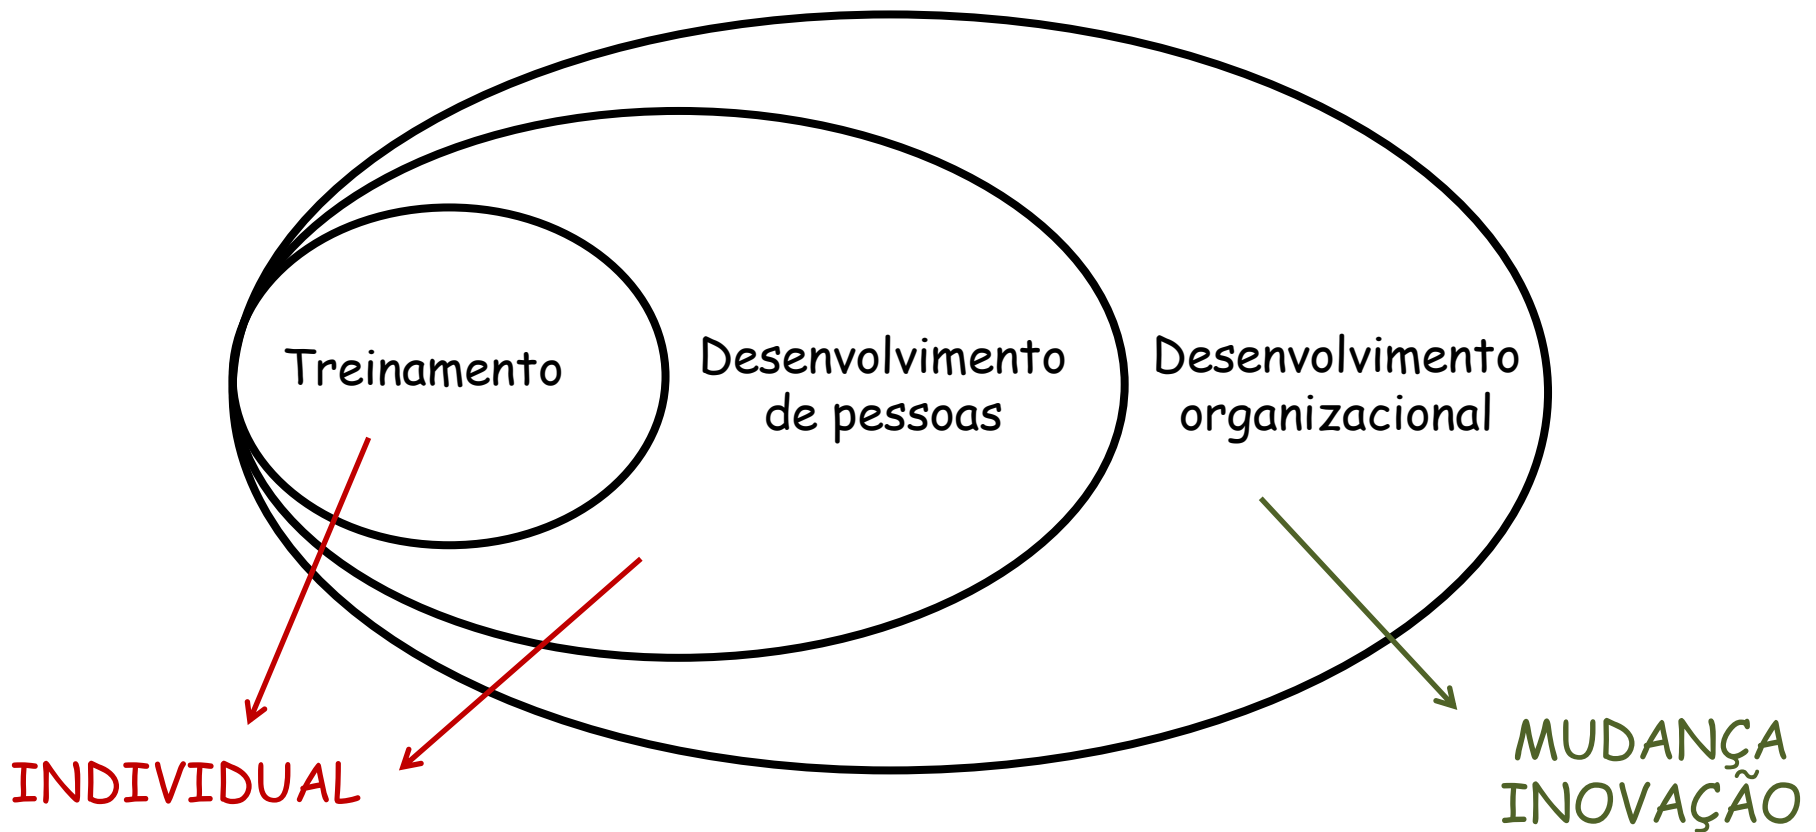 Treinamento
Desenvolvimento
de pessoas
Desenvolvimento
organizacional
INDIVIDUAL
MUDANÇA
INOVAÇÃO